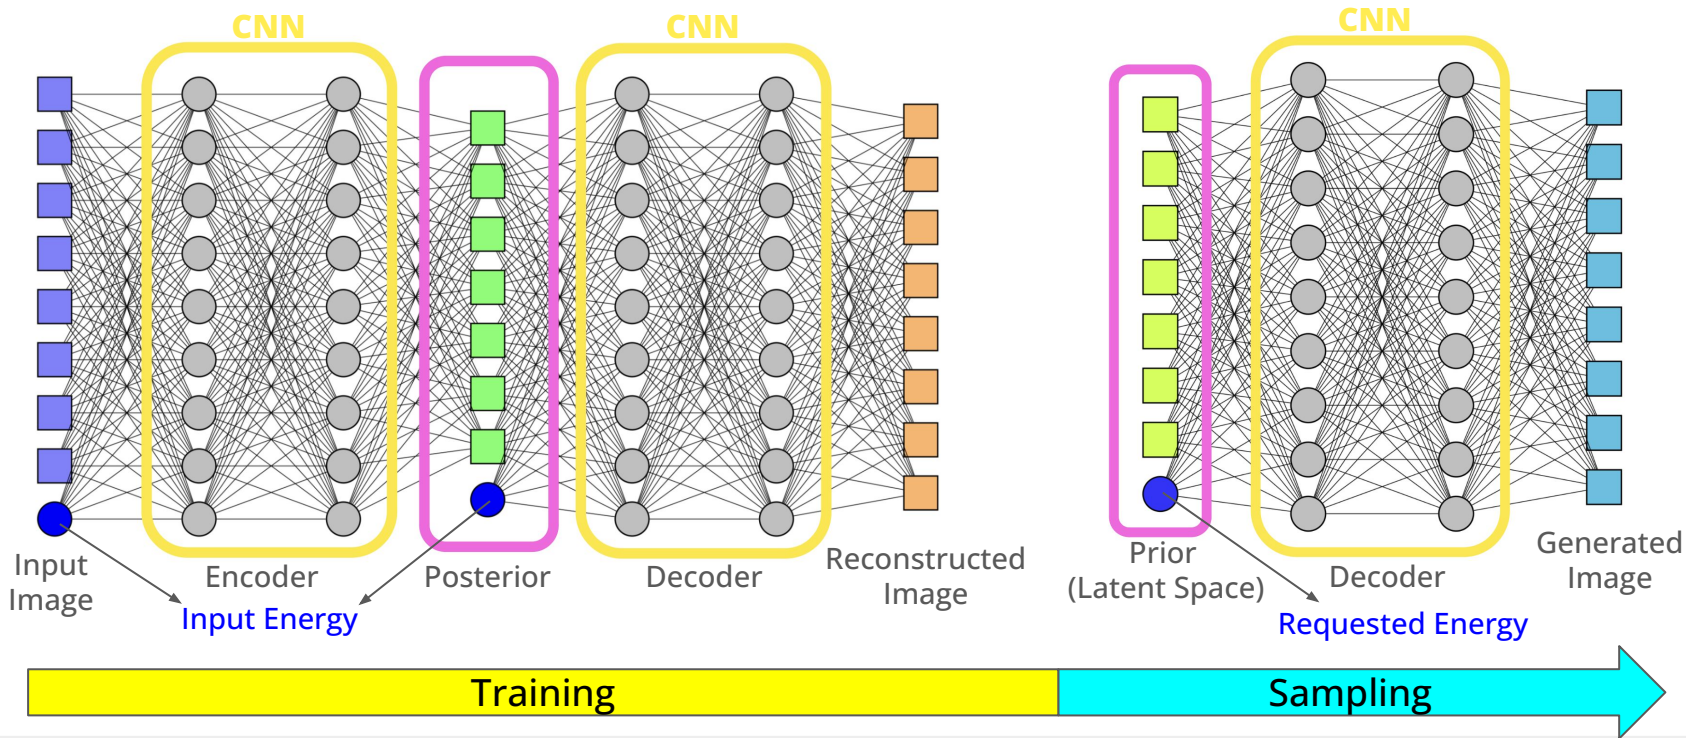 CNN
CNN
CNN
Input
Image
Encoder
Posterior
Decoder
Reconstructed
Image
Input Energy
Prior
(Latent Space)
Decoder
Generated
Image
Requested Energy
Training
Sampling